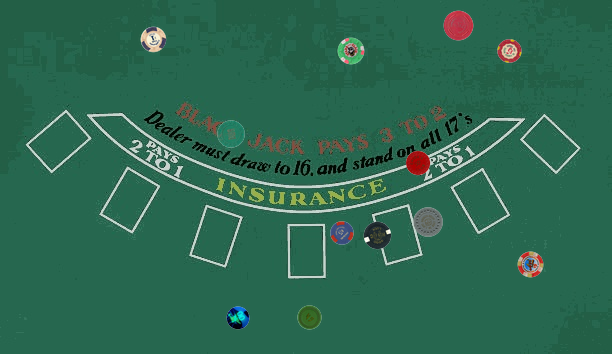 BLACK JACK PAYS 3 TO 2
Dealer must draw to 16, and stand on all 17's
PAYS
2 TO 1
PAYS
2 TO 1
INSURANCE